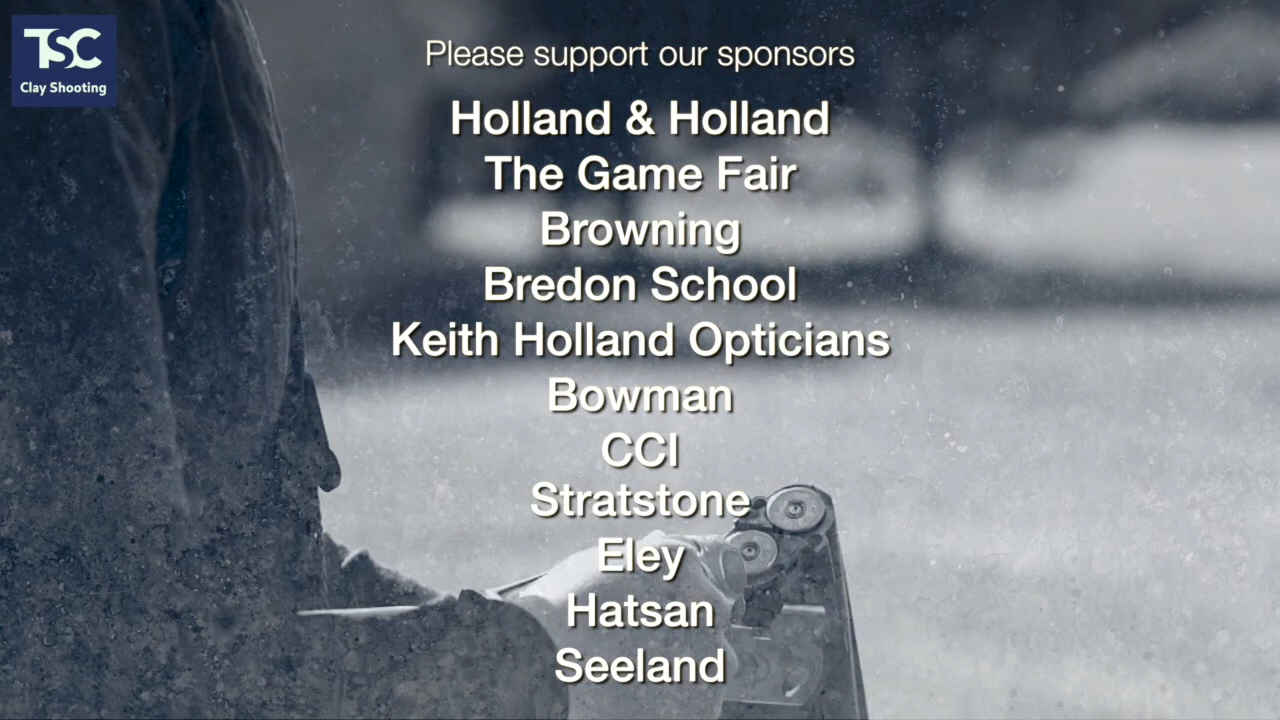 TSC
Clay Shooting
Please support our sponsors
Holland & Holland
The Game Fair
Browning
Bredon School
Keith Holland Opticians
Bowman
CCI
Stratstone
Eley
Hatsan
Seeland